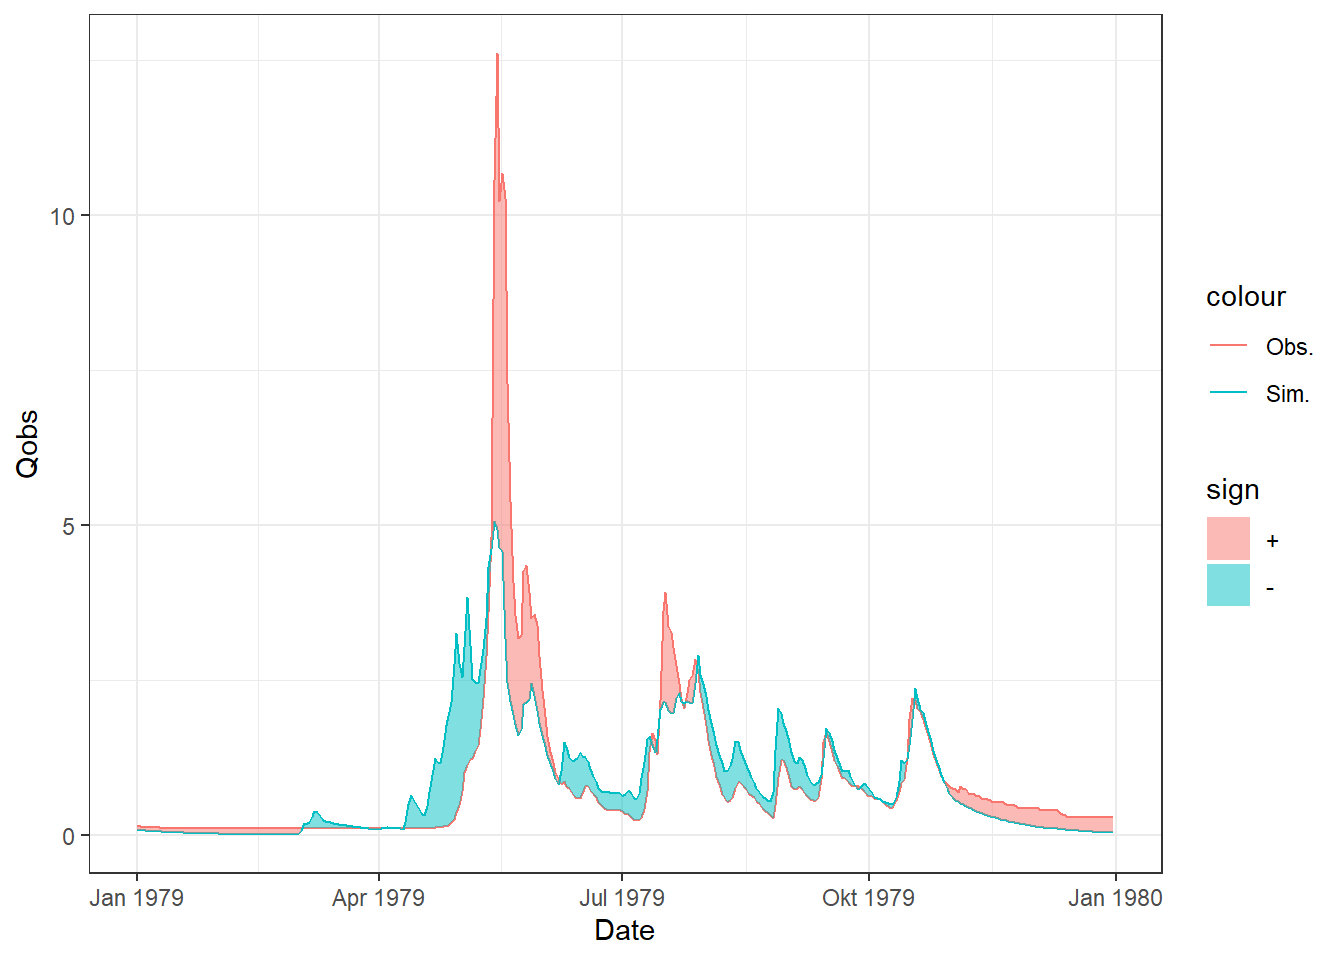 Qobs
10
5
0
Jan 1979
Apr 1979
Jul 1979
Okt 1979
Jan 1980
Date
colour
Obs.
Sim.
sign
+
-